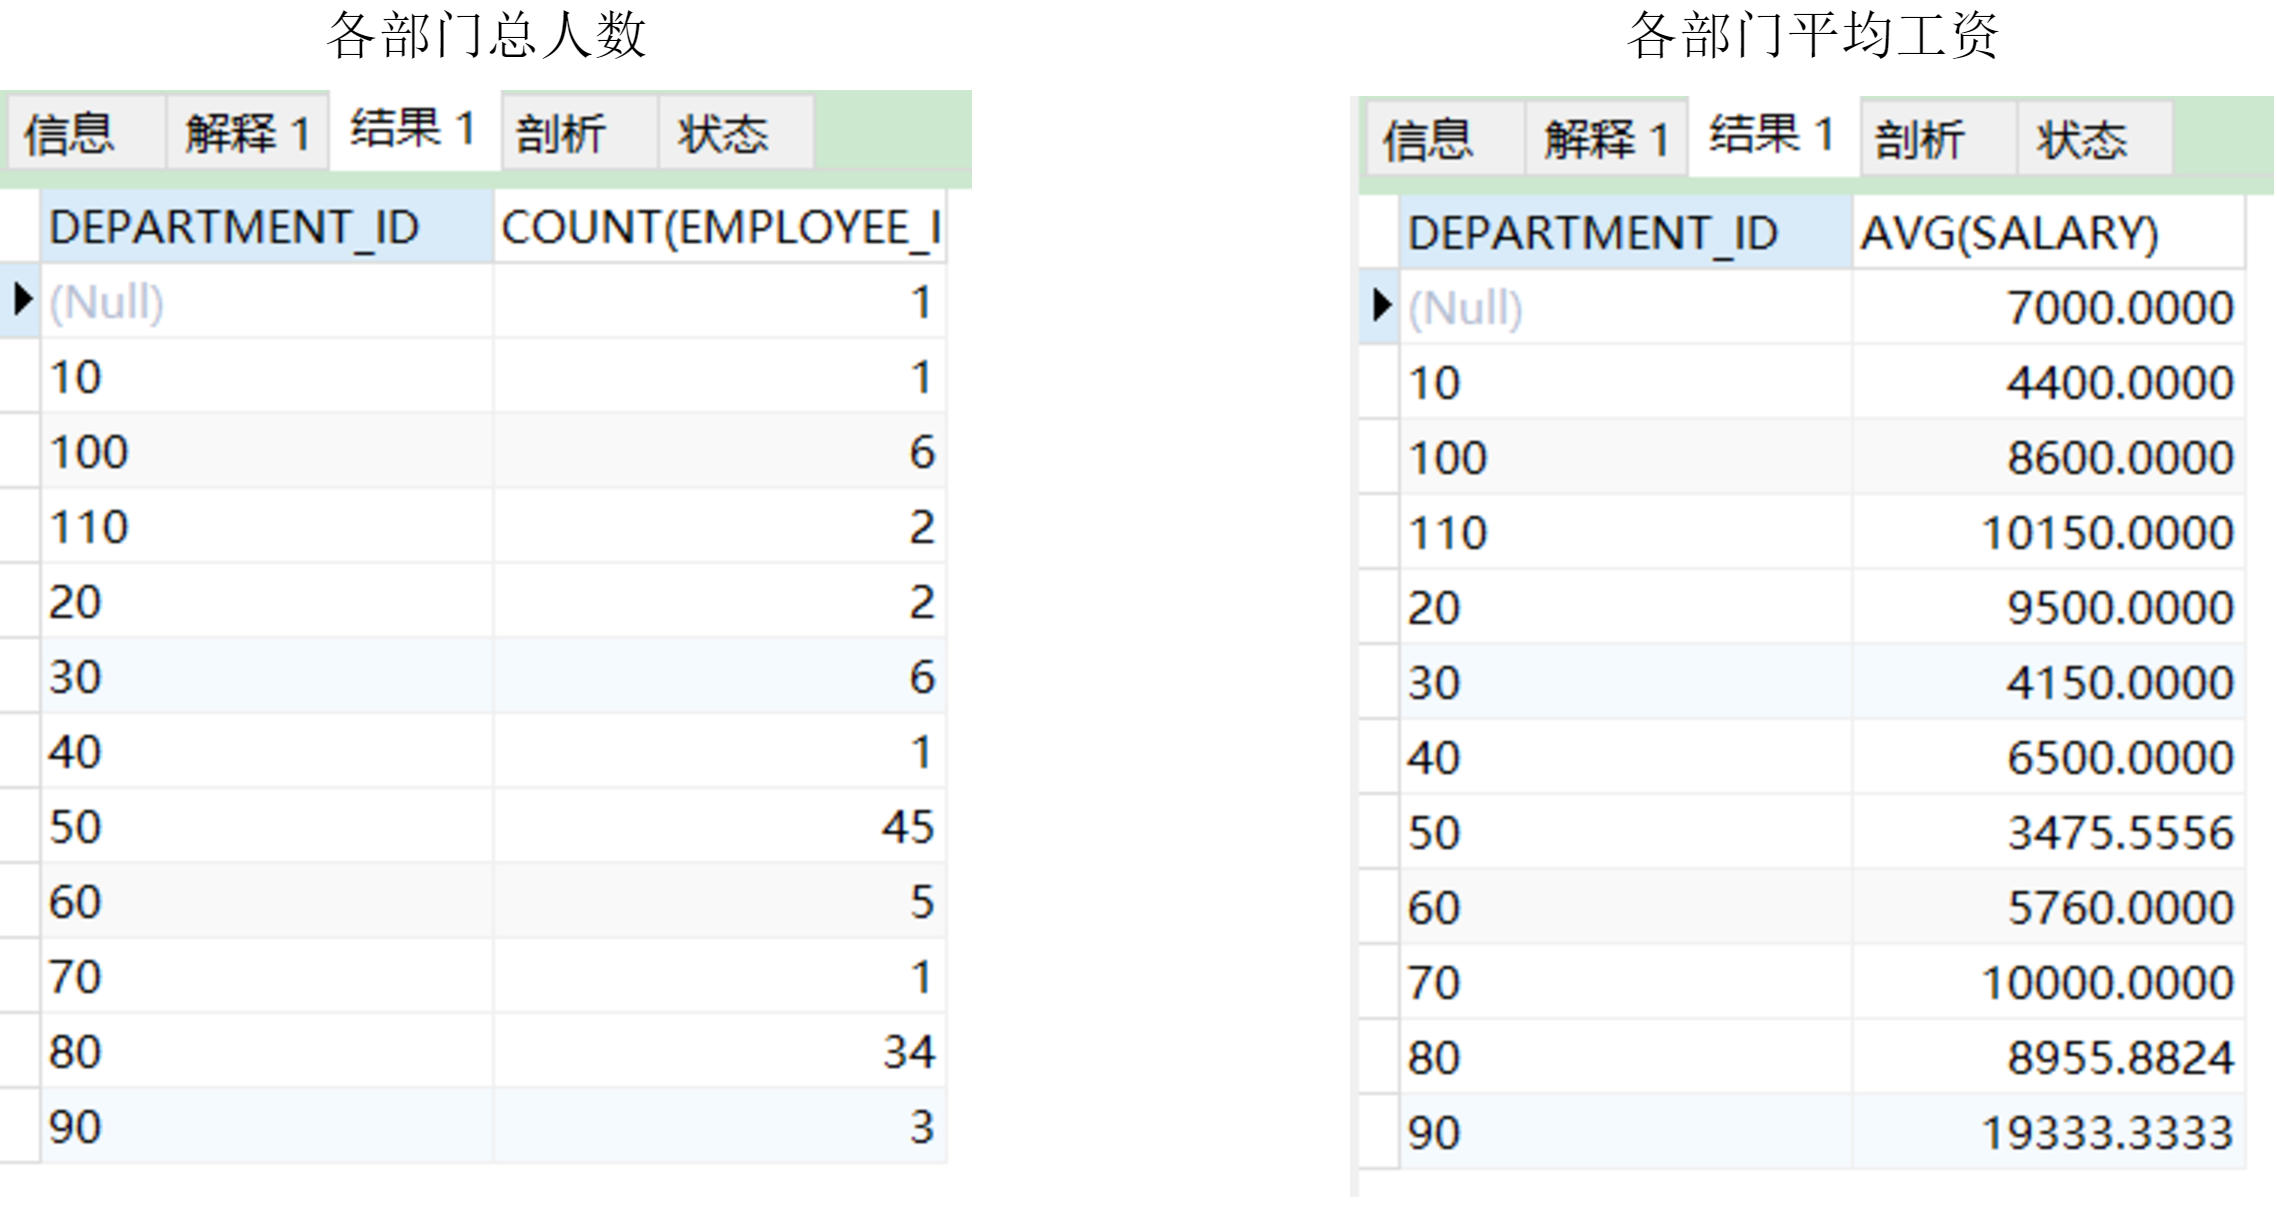 各部门总人数
信息 解释 1 结果 1 剖析 状态
DEPARTMENT_ID COUNT(EMPLOYEE_I
(Null) 1
10 1
100 6
110 2
20 2
30 6
40 1
50 45
60 5
70 1
80 34
90 3
各部门平均工资
信息 解释 1 结果 1 剖析 状态
DEPARTMENT_ID AVG(SALARY)
(Null) 7000.0000
10 4400.0000
100 8600.0000
110 10150.0000
20 9500.0000
30 4150.0000
40 6500.0000
50 3475.5556
60 5760.0000
70 10000.0000
80 8955.8824
90 19333.3333